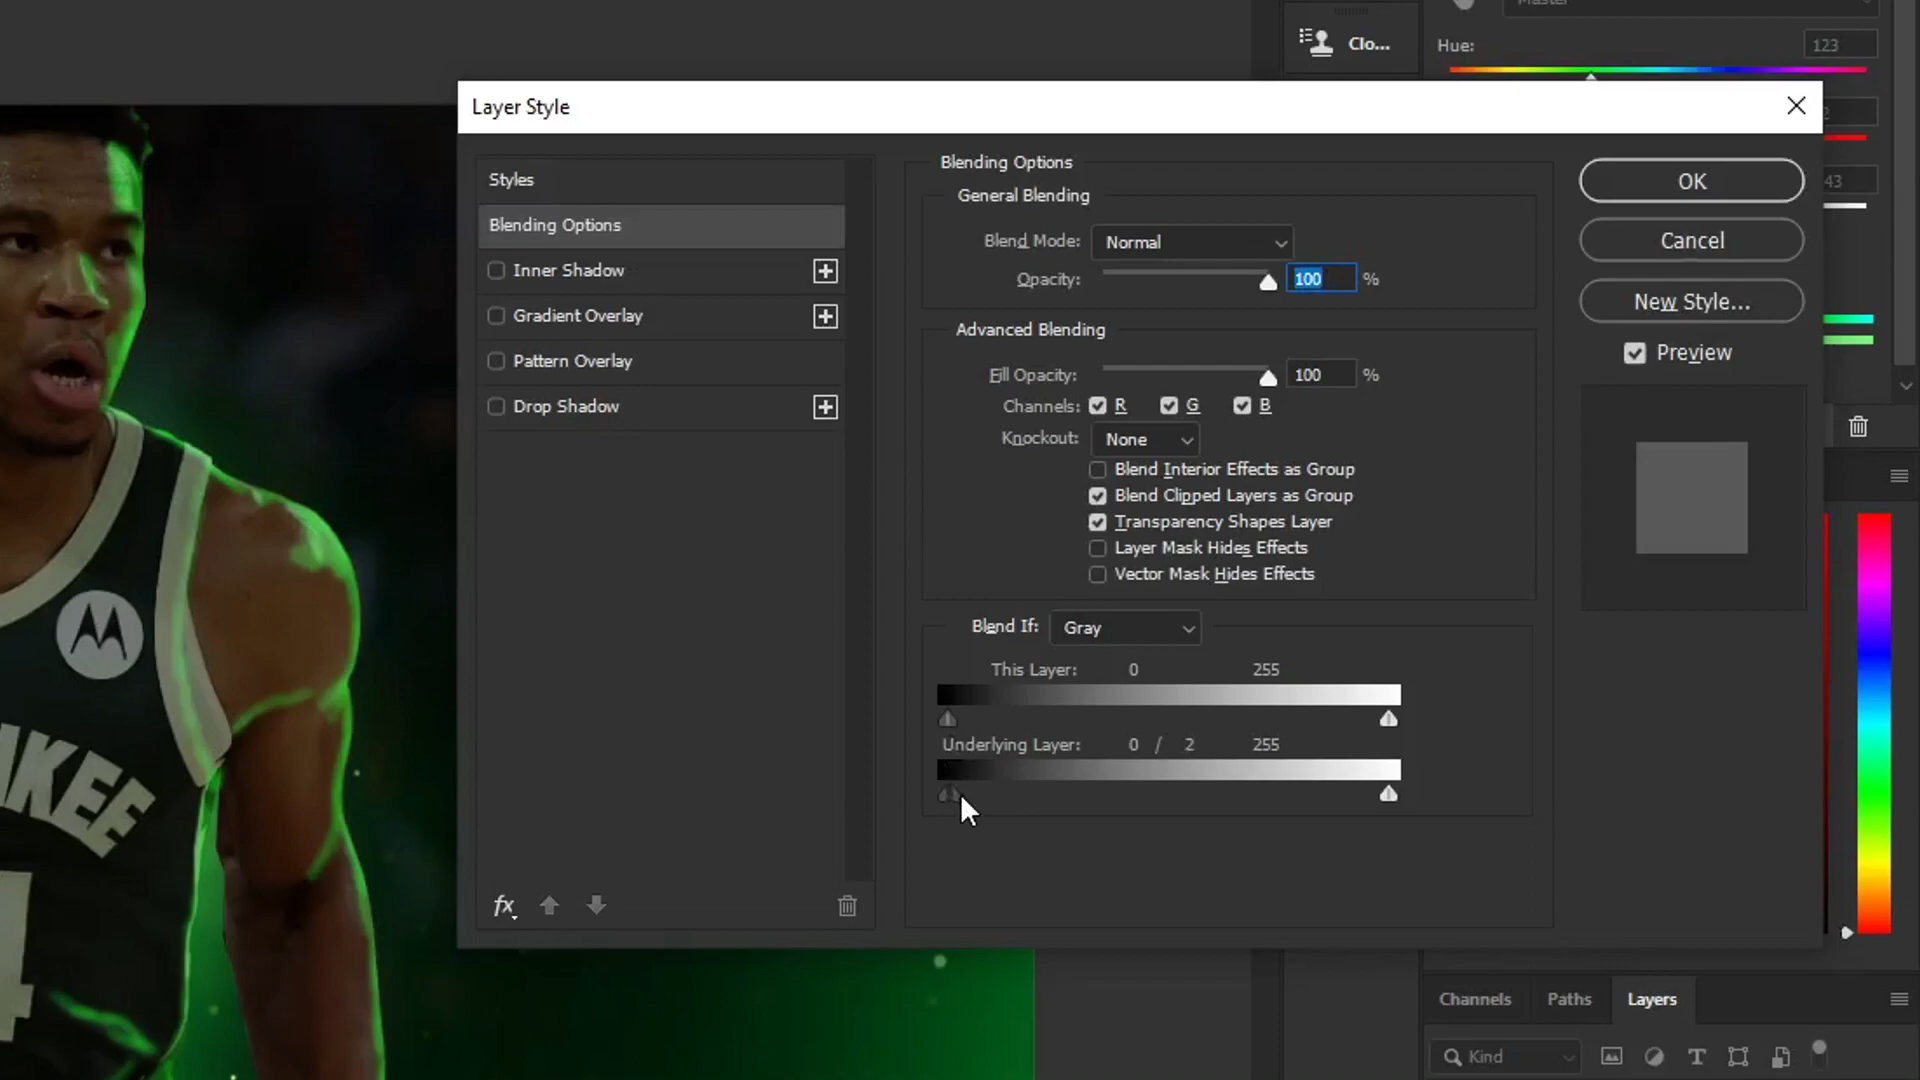 Master
Clo...
Hue:
123
Layer Style
Styles
Blending Options
Inner Shadow
Gradient Overlay
Pattern Overlay
Drop Shadow
fx
Blending Options
General Blending
Blend Mode: Normal
Opacity: 100 %
Advanced Blending
Fill Opacity: 100 %
Channels: R G B
Knockout: None
Blend Interior Effects as Group
Blend Clipped Layers as Group
Transparency Shapes Layer
Layer Mask Hides Effects
Vector Mask Hides Effects
Blend If: Gray
This Layer: 0 255
Underlying Layer: 0 / 2 255
OK
Cancel
New Style...
Preview
2
43
KEE
4
Channels Paths Layers
Kind